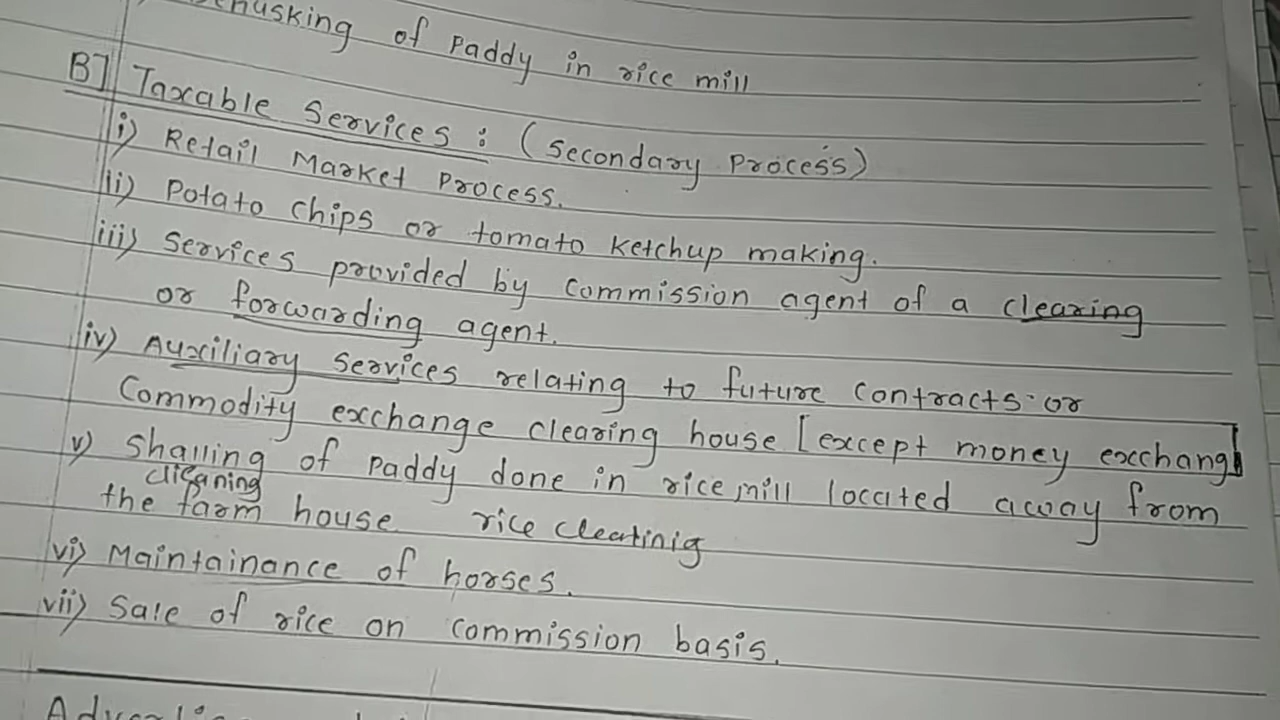 husking of paddy in rice mill
B] Taxable Services : (Secondary Process)
i) Retail Market Process.
ii) Potato chips or tomato ketchup making.
iii) Services provided by commission agent of a clearing
or forwarding agent.
iv) Auxiliary Services relating to future contracts or
Commodity exchange clearing house [except money exchang]
v) Shalling of paddy done in rice mill located away from
cleaning
the farm house rice cleatinig
vi) Maintainance of horses.
vii) Sale of rice on commission basis.